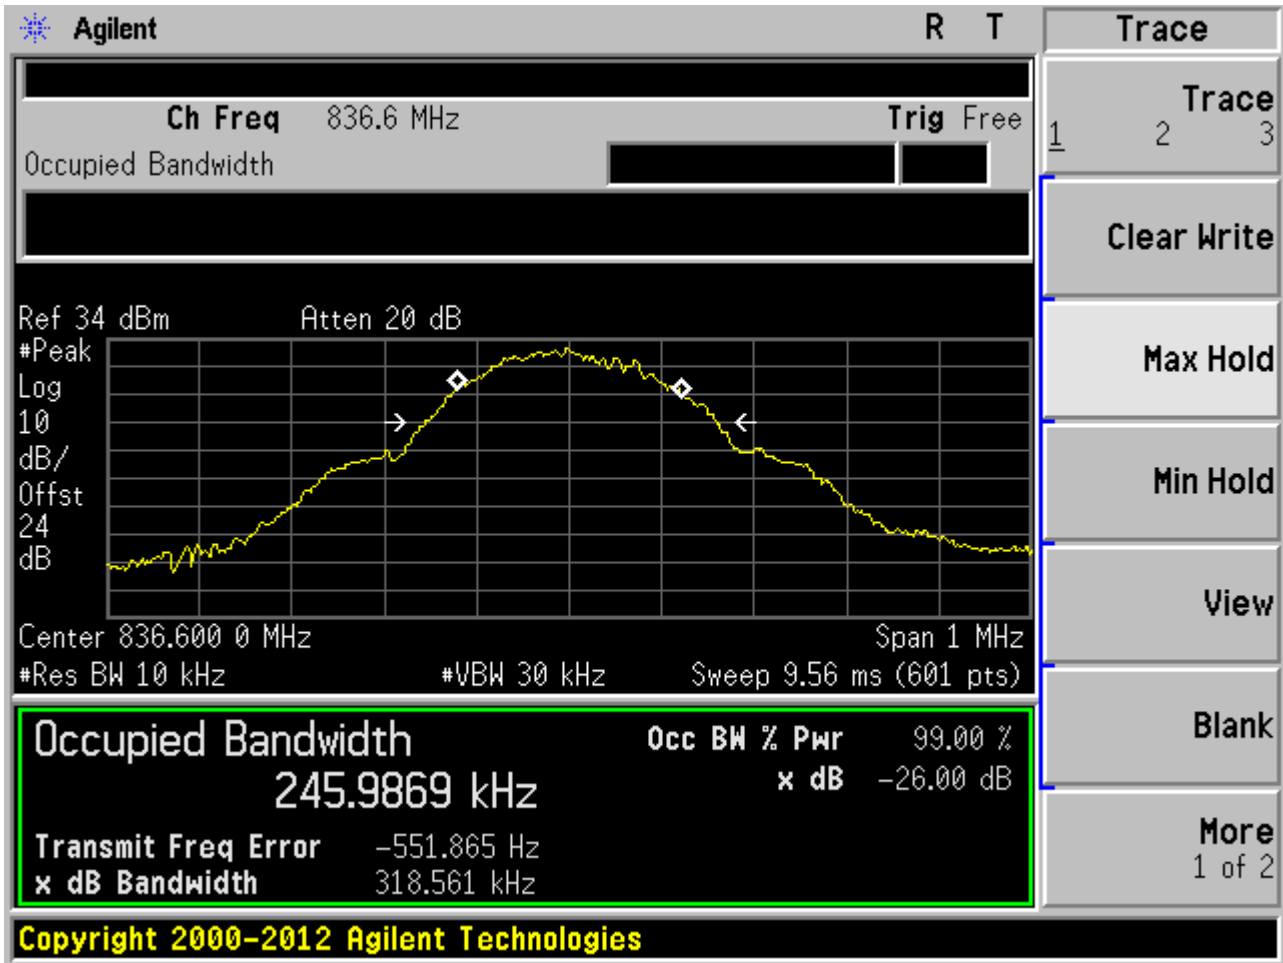 Agilent R T Trace
Ch Freq 836.6 MHz Trig Free
Occupied Bandwidth
Trace
1 2 3
Clear Write
Max Hold
Min Hold
View
Blank
More
1 of 2
Ref 34 dBm Atten 20 dB
#Peak
Log
10
dB/
Offst
24
dB
Center 836.600 0 MHz Span 1 MHz
#Res BW 10 kHz #VBW 30 kHz Sweep 9.56 ms (601 pts)
Occupied Bandwidth Occ BW % Pwr 99.00 %
245.9869 kHz x dB -26.00 dB
Transmit Freq Error -551.865 Hz
x dB Bandwidth 318.561 kHz
Copyright 2000-2012 Agilent Technologies